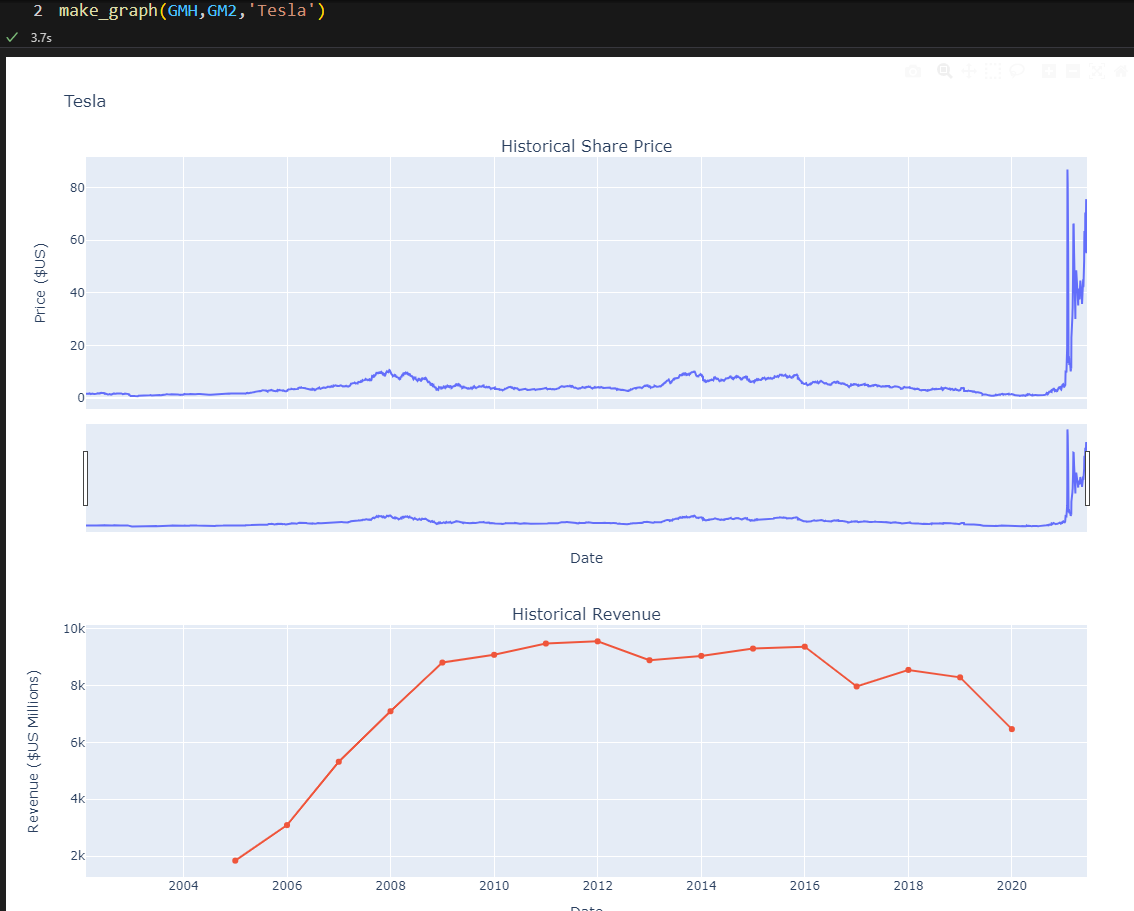 2 make_graph(GMH,GM2,'Tesla')
3.7s
Tesla
Historical Share Price
80
60
40
20
0
Price ($US)
Date
Historical Revenue
10k
8k
6k
4k
2k
Revenue ($US Millions)
2004 2006 2008 2010 2012 2014 2016 2018 2020
Date